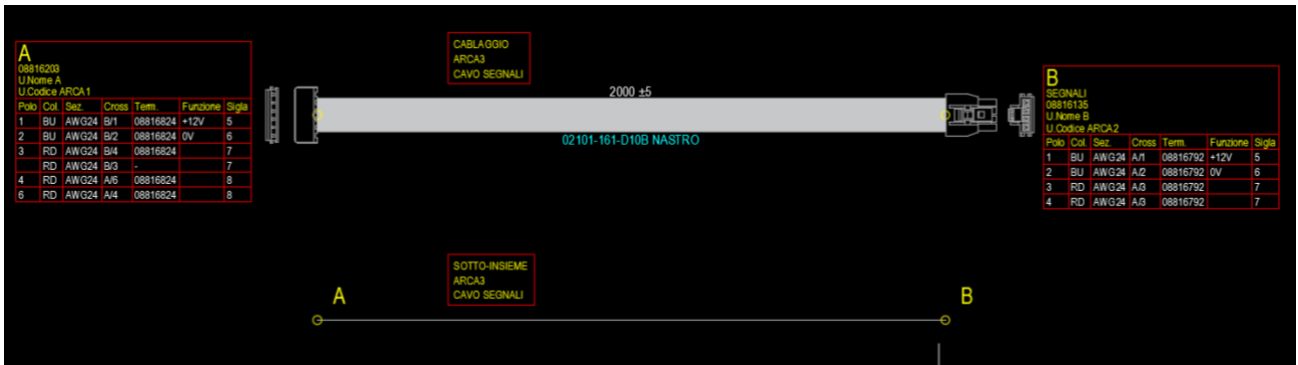 CABLAGGIO
ARCA3
CAVO SEGNALI
A
08816203
U.Nome A
U.Codice ARCA1
Polo Col. Sez. Cross Term. Funzione Sigla
1 BU AWG24 B/1 08816824 +12V 5
2 BU AWG24 B/2 08816824 0V 6
3 RD AWG24 B/4 08816824 7
RD AWG24 B/3 - 7
4 RD AWG24 A/6 08816824 8
6 RD AWG24 A/4 08816824 8
2000 ±5
02101-161-D10B NASTRO
B
SEGNALI
08816135
U.Nome B
U.Codice ARCA2
Polo Col. Sez. Cross Term. Funzione Sigla
1 BU AWG24 A/1 08816792 +12V 5
2 BU AWG24 A/2 08816792 0V 6
3 RD AWG24 A/3 08816792 7
4 RD AWG24 A/3 08816792 7
SOTTO-INSIEME
ARCA3
CAVO SEGNALI
A
B